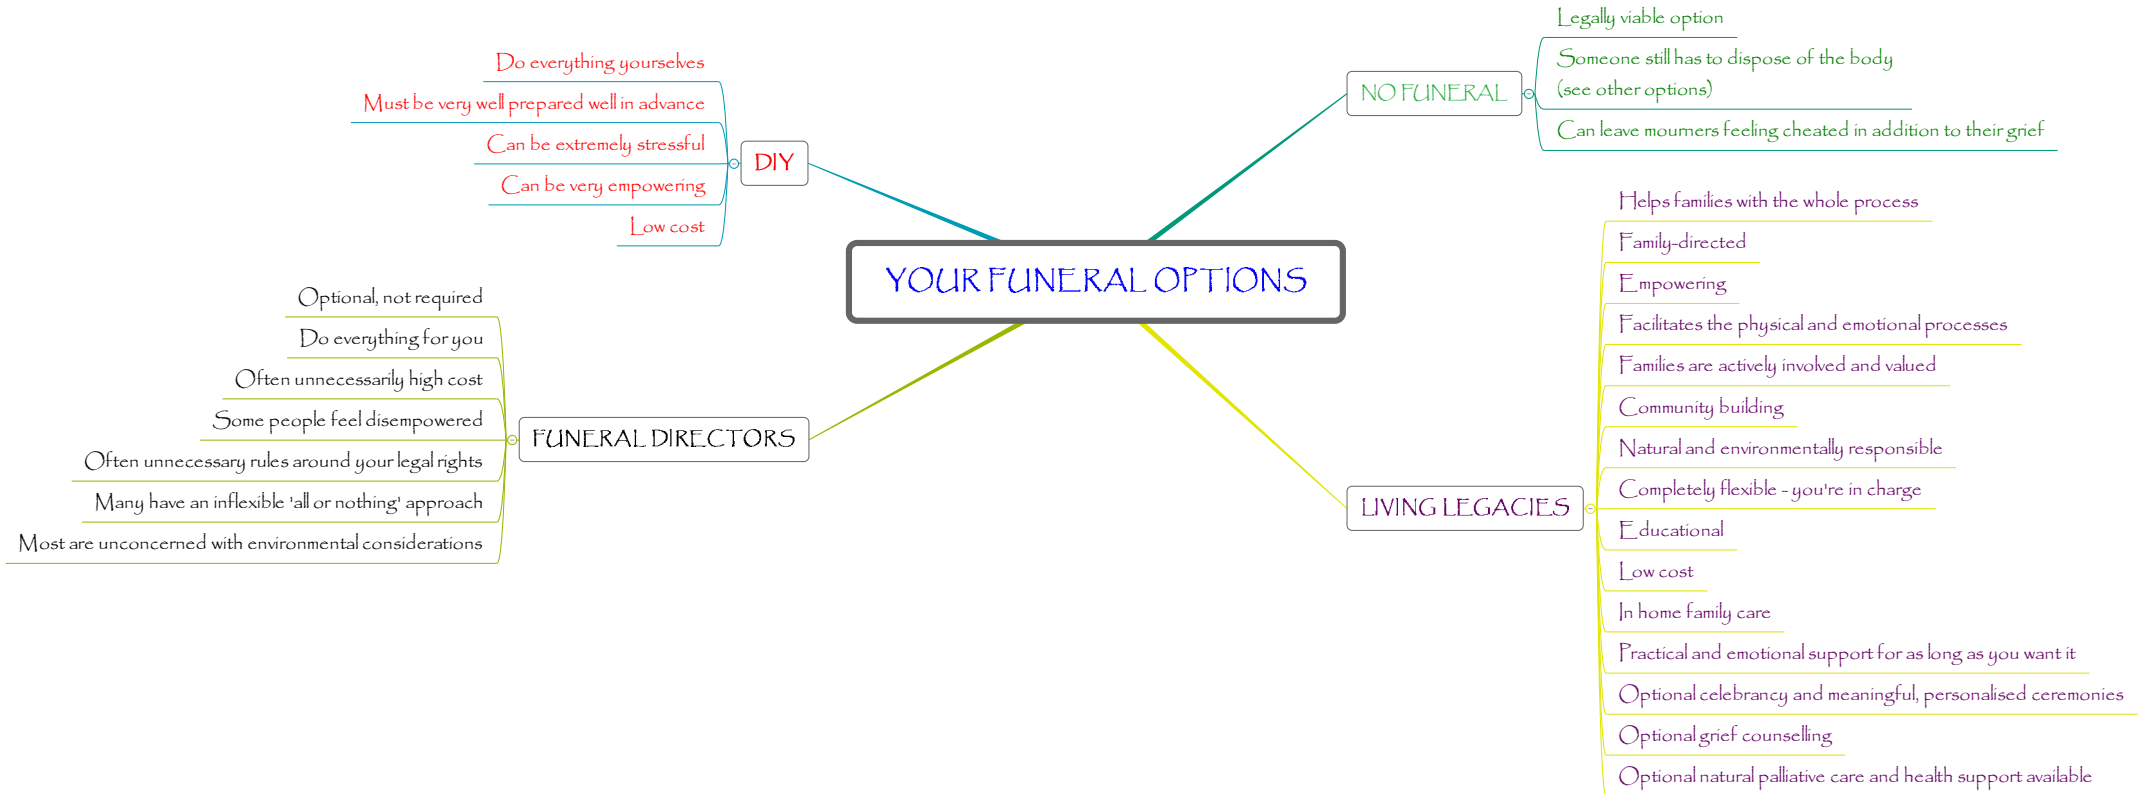 YOUR FUNERAL OPTIONS
DIY
Do everything yourselves
Must be very well prepared well in advance
Can be extremely stressful
Can be very empowering
Low cost
FUNERAL DIRECTORS
Optional, not required
Do everything for you
Often unnecessarily high cost
Some people feel disempowered
Often unnecessary rules around your legal rights
Many have an inflexible 'all or nothing' approach
Most are unconcerned with environmental considerations
NO FUNERAL
Legally viable option
Someone still has to dispose of the body
(see other options)
Can leave mourners feeling cheated in addition to their grief
LIVING LEGACIES
Helps families with the whole process
Family-directed
Empowering
Facilitates the physical and emotional processes
Families are actively involved and valued
Community building
Natural and environmentally responsible
Completely flexible - you're in charge
Educational
Low cost
In home family care
Practical and emotional support for as long as you want it
Optional celebrancy and meaningful, personalised ceremonies
Optional grief counselling
Optional natural palliative care and health support available